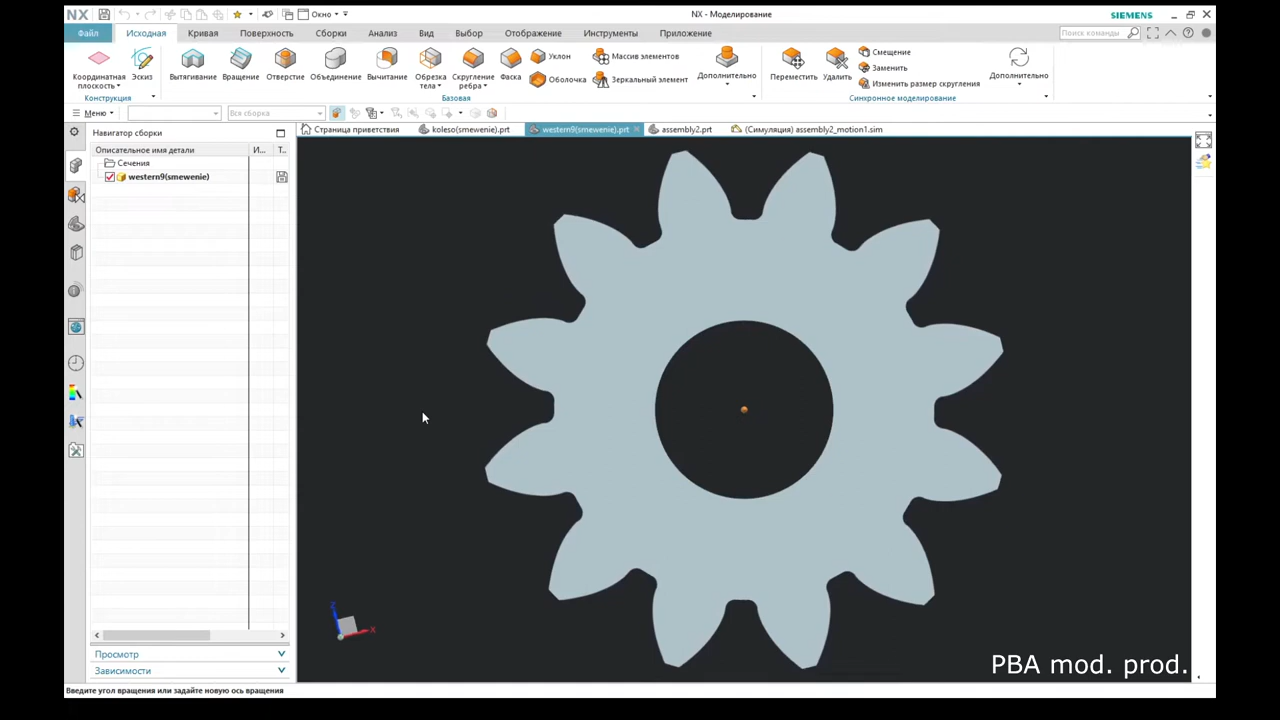 NX Окно NX - Моделирование SIEMENS
Файл Исходная Кривая Поверхность Сборки Анализ Вид Выбор Отображение Инструменты Приложение Поиск команды
Координатная плоскость Эскиз Вытягивание Вращение Отверстие Объединение Вычитание Обрезка тела Скругление ребра Фаска Уклон Оболочка Массив элементов Зеркальный элемент Дополнительно Переместить Удалить Смещение Заменить Изменить размер скругления Дополнительно
Конструкция Базовая Синхронное моделирование
Меню Вся сборка
Навигатор сборки Страница приветствия koleso(smewenie).prt western9(smewenie).prt assembly2.prt (Симуляция) assembly2_motion1.sim
Описательное имя детали И... Т..
Сечения
western9(smewenie)
Z
X
Просмотр
Зависимости
PBA mod. prod.
Введите угол вращения или задайте новую ось вращения